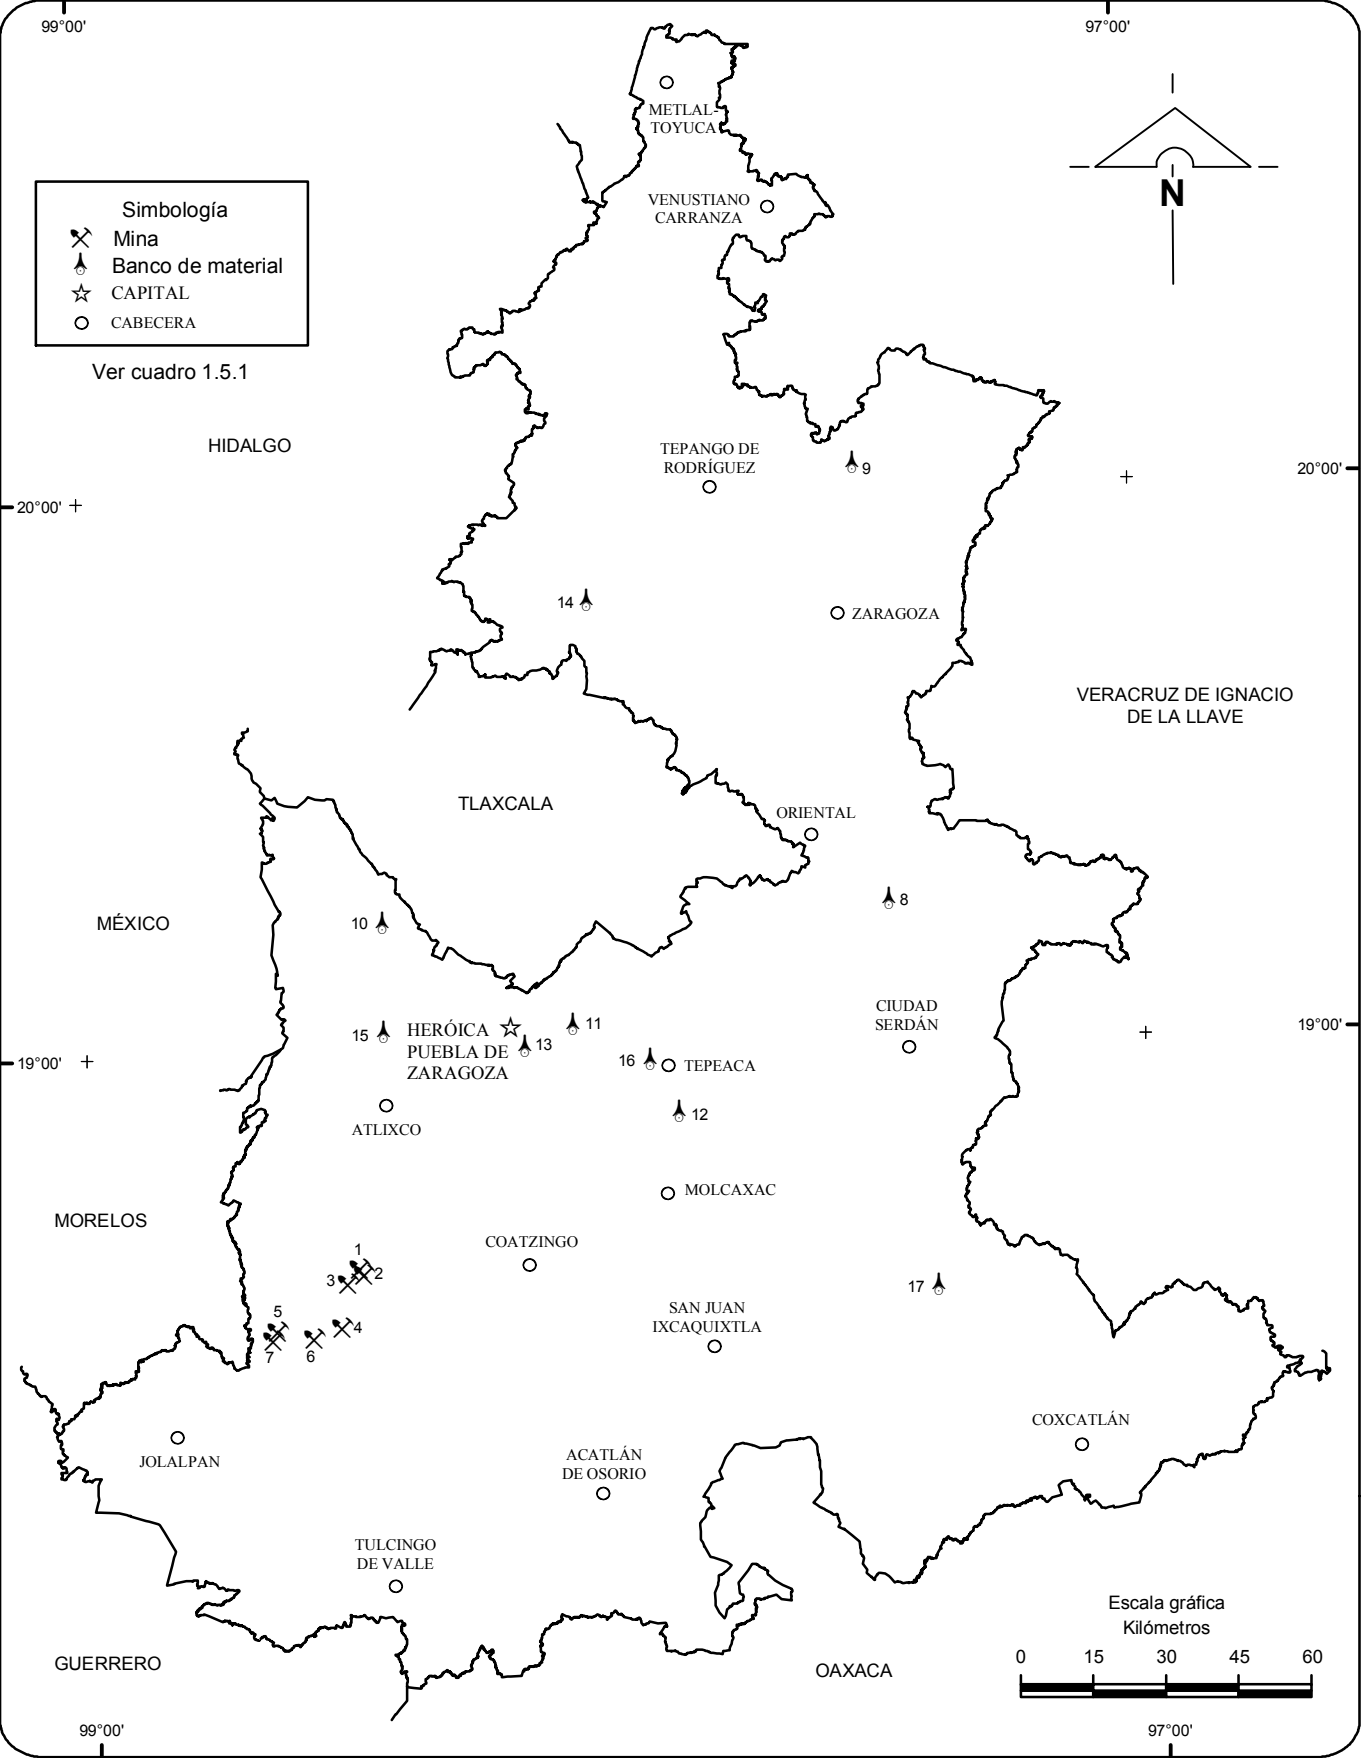 99°00'
97°00'
METLAL-
TOYUCA
Simbología
Mina
Banco de material
CAPITAL
CABECERA
Ver cuadro 1.5.1
VENUSTIANO
CARRANZA
N
HIDALGO
TEPANGO DE
RODRÍGUEZ
9
20°00'
20°00'
14
ZARAGOZA
VERACRUZ DE IGNACIO
DE LA LLAVE
TLAXCALA
ORIENTAL
8
MÉXICO
10
CIUDAD
SERDÁN
19°00'
15
HERÓICA
PUEBLA DE
ZARAGOZA
11
13
16
TEPEACA
19°00'
12
ATLIXCO
MOLCAXAC
MORELOS
COATZINGO
1
2
3
17
SAN JUAN
IXCAQUIXTLA
5
4
7
6
COXCATLÁN
JOLALPAN
ACATLÁN
DE OSORIO
TULCINGO
DE VALLE
Escala gráfica
Kilómetros
0 15 30 45 60
GUERRERO
OAXACA
99°00'
97°00'